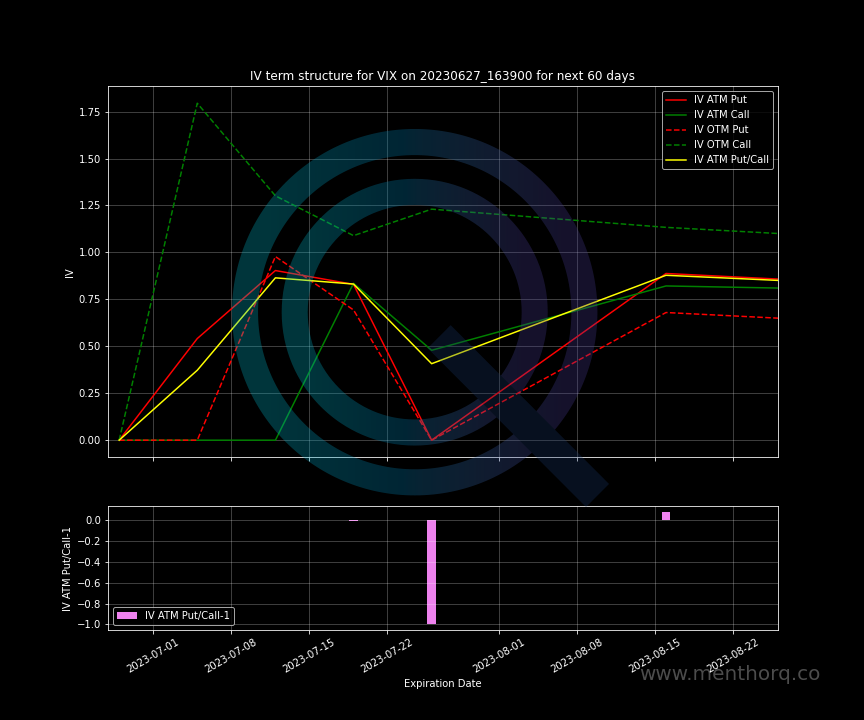 IV term structure for VIX on 20230627_163900 for next 60 days
IV ATM Put
IV ATM Call
IV OTM Put
IV OTM Call
IV ATM Put/Call
1.75
1.50
1.25
1.00
0.75
0.50
0.25
0.00
IV
0.0
−0.2
−0.4
−0.6
−0.8
−1.0
IV ATM Put/Call-1
IV ATM Put/Call-1
2023-07-01
2023-07-08
2023-07-15
2023-07-22
2023-08-01
2023-08-08
2023-08-15
2023-08-22
www.menthorq.co
Expiration Date